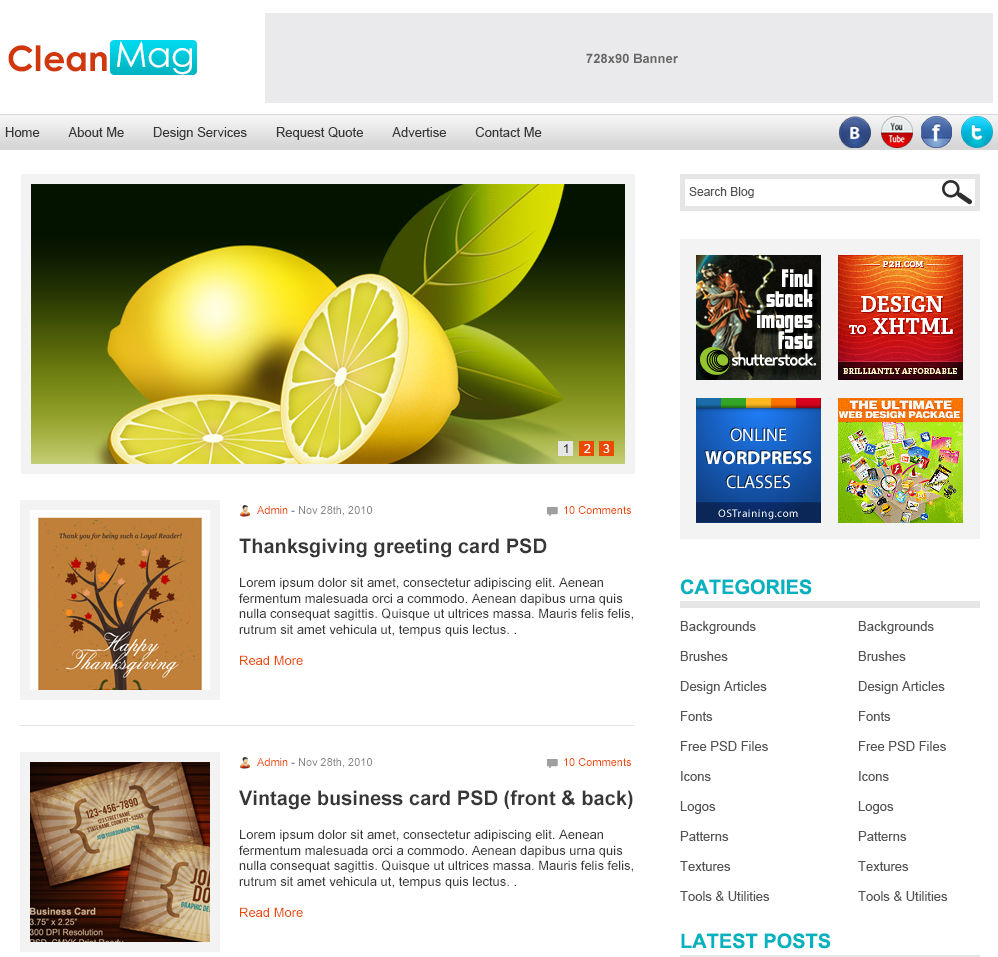 CleanMag
728x90 Banner
Home About Me Design Services Request Quote Advertise Contact Me
B You Tube f t
Search Blog
1 2 3
Find
stock
images
fast
shutterstock.
P2H.COM
DESIGN
TO XHTML
BRILLIANTLY AFFORDABLE
ONLINE
WORDPRESS
CLASSES
OSTraining.com
THE ULTIMATE
WEB DESIGN PACKAGE
Thank you for being such a Loyal Reader!
Happy
Thanksgiving
Admin - Nov 28th, 2010 10 Comments
Thanksgiving greeting card PSD
Lorem ipsum dolor sit amet, consectetur adipiscing elit. Aenean
fermentum malesuada orci a commodo. Aenean dapibus urna quis
nulla consequat sagittis. Quisque ut ultrices massa. Mauris felis felis,
rutrum sit amet vehicula ut, tempus quis lectus. .
Read More
123-456-7890
123 STREETNAME
STATENAME, COUNTRY-52565
Business Card
3.75" x 2.25"
300 DPI Resolution
PSD, CMYK Print Ready
Admin - Nov 28th, 2010 10 Comments
Vintage business card PSD (front & back)
Lorem ipsum dolor sit amet, consectetur adipiscing elit. Aenean
fermentum malesuada orci a commodo. Aenean dapibus urna quis
nulla consequat sagittis. Quisque ut ultrices massa. Mauris felis felis,
rutrum sit amet vehicula ut, tempus quis lectus. .
Read More
CATEGORIES
Backgrounds Backgrounds
Brushes Brushes
Design Articles Design Articles
Fonts Fonts
Free PSD Files Free PSD Files
Icons Icons
Logos Logos
Patterns Patterns
Textures Textures
Tools & Utilities Tools & Utilities
LATEST POSTS